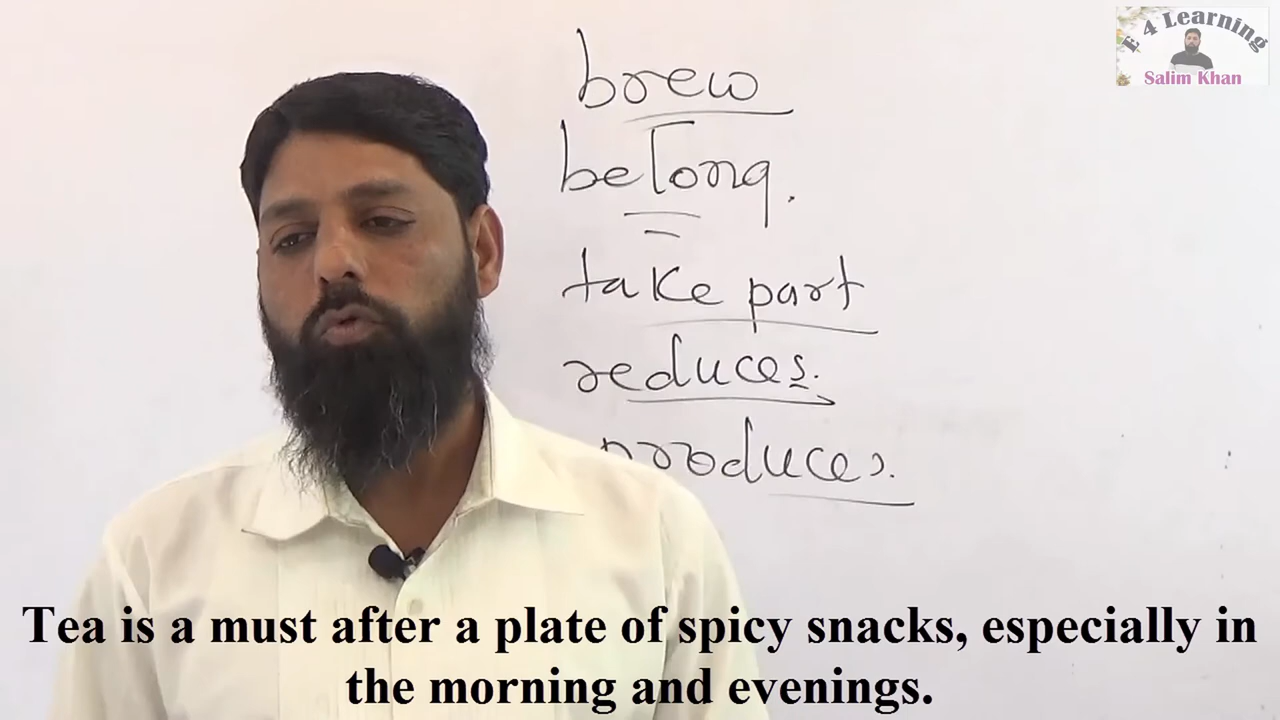 E 4 Learning
Salim Khan
brew
belong.
take part
reduces.
produces.
Tea is a must after a plate of spicy snacks, especially in
the morning and evenings.